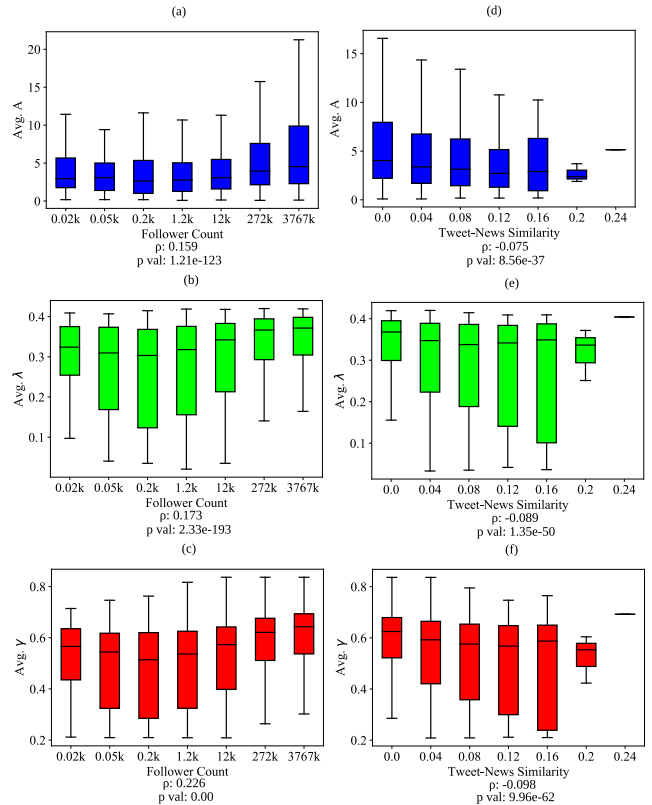 (a)
Avg. A
20
15
10
5
0
0.02k 0.05k 0.2k 1.2k 12k 272k 3767k
Follower Count
ρ: 0.159
p val: 1.21e-123
(d)
Avg. A
15
10
5
0
0.0 0.04 0.08 0.12 0.16 0.2 0.24
Tweet-News Similarity
ρ: -0.075
p val: 8.56e-37
(b)
Avg. λ
0.4
0.3
0.2
0.1
0.02k 0.05k 0.2k 1.2k 12k 272k 3767k
Follower Count
ρ: 0.173
p val: 2.33e-193
(e)
Avg. λ
0.4
0.3
0.2
0.1
0.0 0.04 0.08 0.12 0.16 0.2 0.24
Tweet-News Similarity
ρ: -0.089
p val: 1.35e-50
(c)
Avg. γ
0.8
0.6
0.4
0.2
0.02k 0.05k 0.2k 1.2k 12k 272k 3767k
Follower Count
ρ: 0.226
p val: 0.00
(f)
Avg. γ
0.8
0.6
0.4
0.2
0.0 0.04 0.08 0.12 0.16 0.2 0.24
Tweet-News Similarity
ρ: -0.098
p val: 9.96e-62